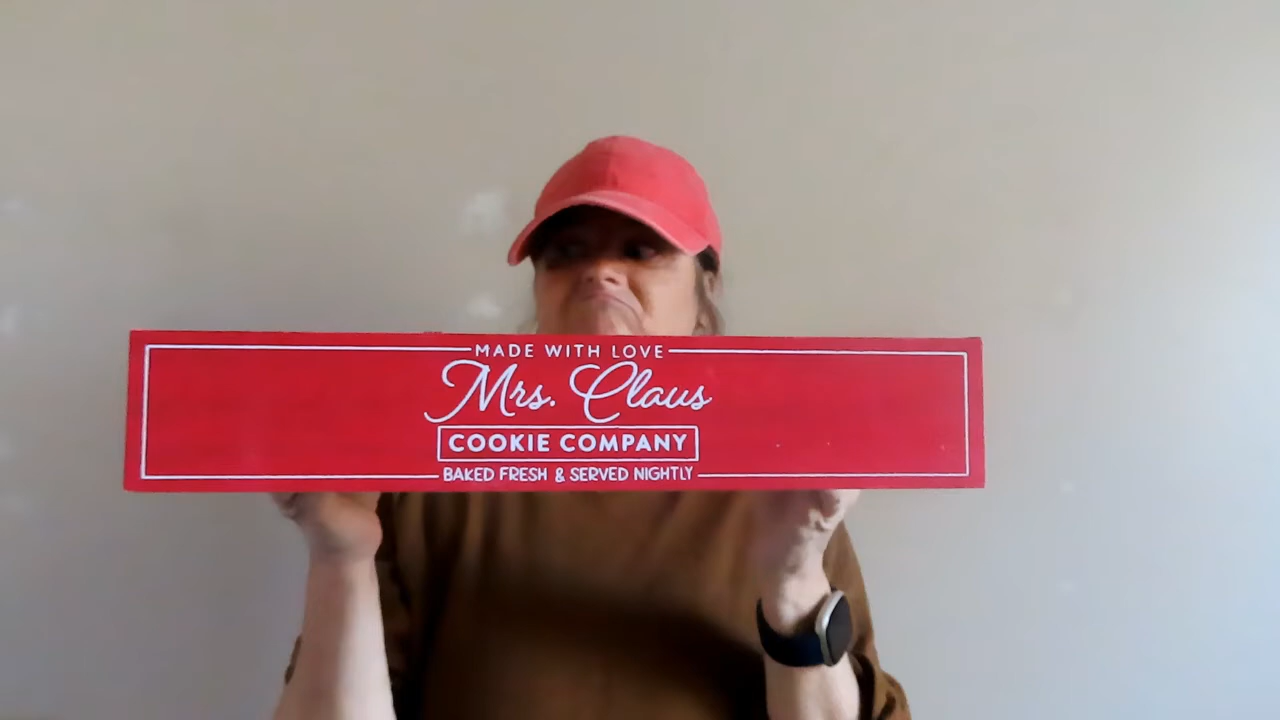 MADE WITH LOVE
Mrs. Claus
COOKIE COMPANY
BAKED FRESH & SERVED NIGHTLY